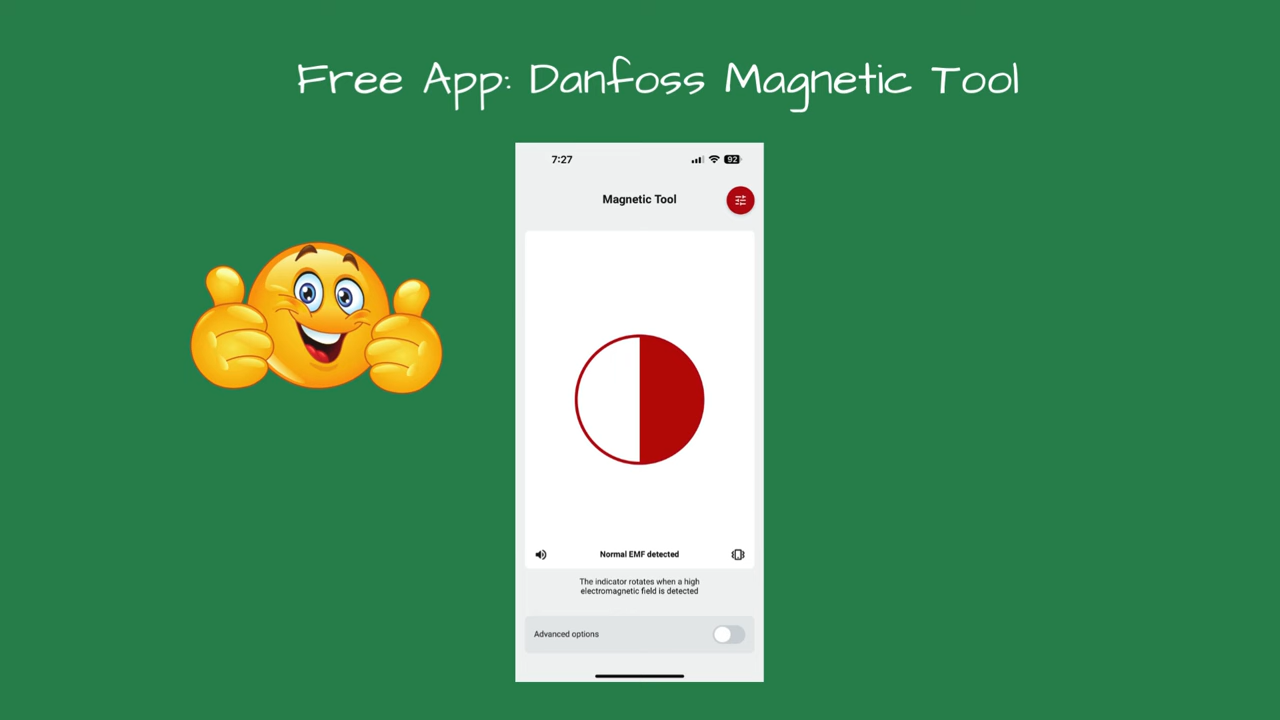 Free App: Danfoss Magnetic Tool
7:27
92
Magnetic Tool
Normal EMF detected
The indicator rotates when a high
electromagnetic field is detected
Advanced options